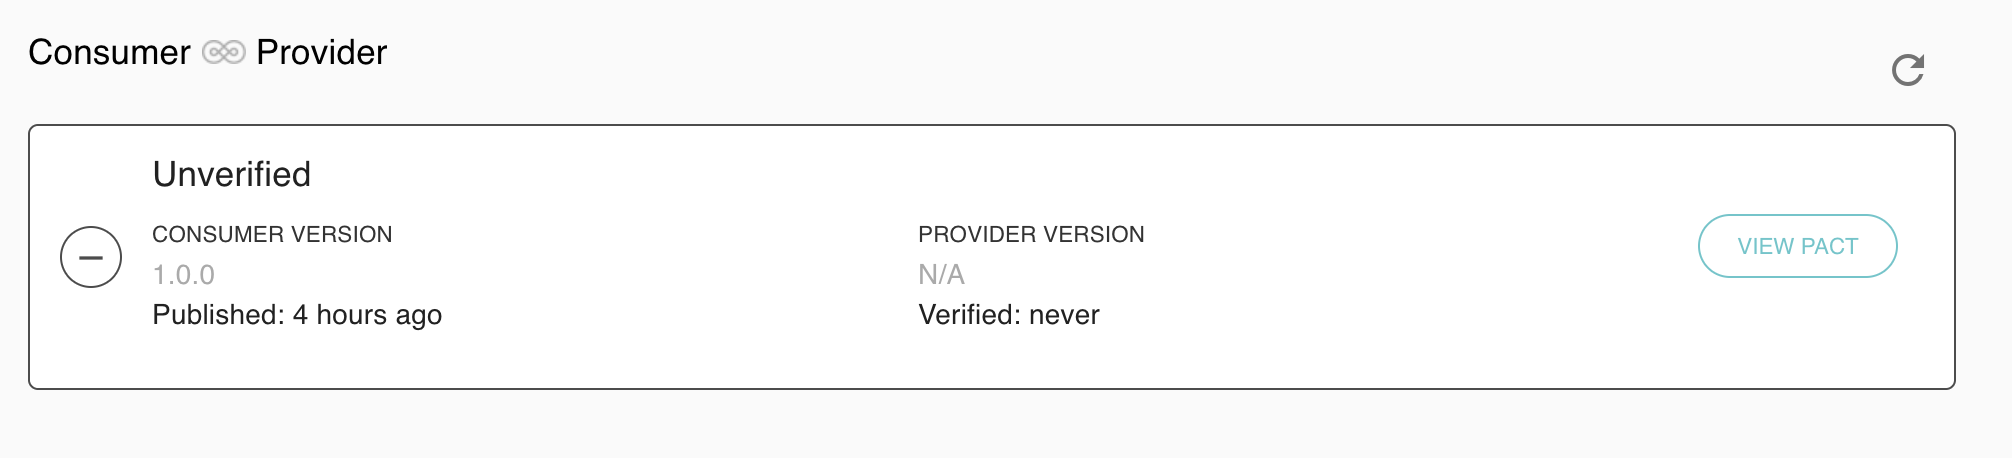 Consumer Provider
Unverified
CONSUMER VERSION
1.0.0
Published: 4 hours ago
PROVIDER VERSION
N/A
Verified: never
VIEW PACT